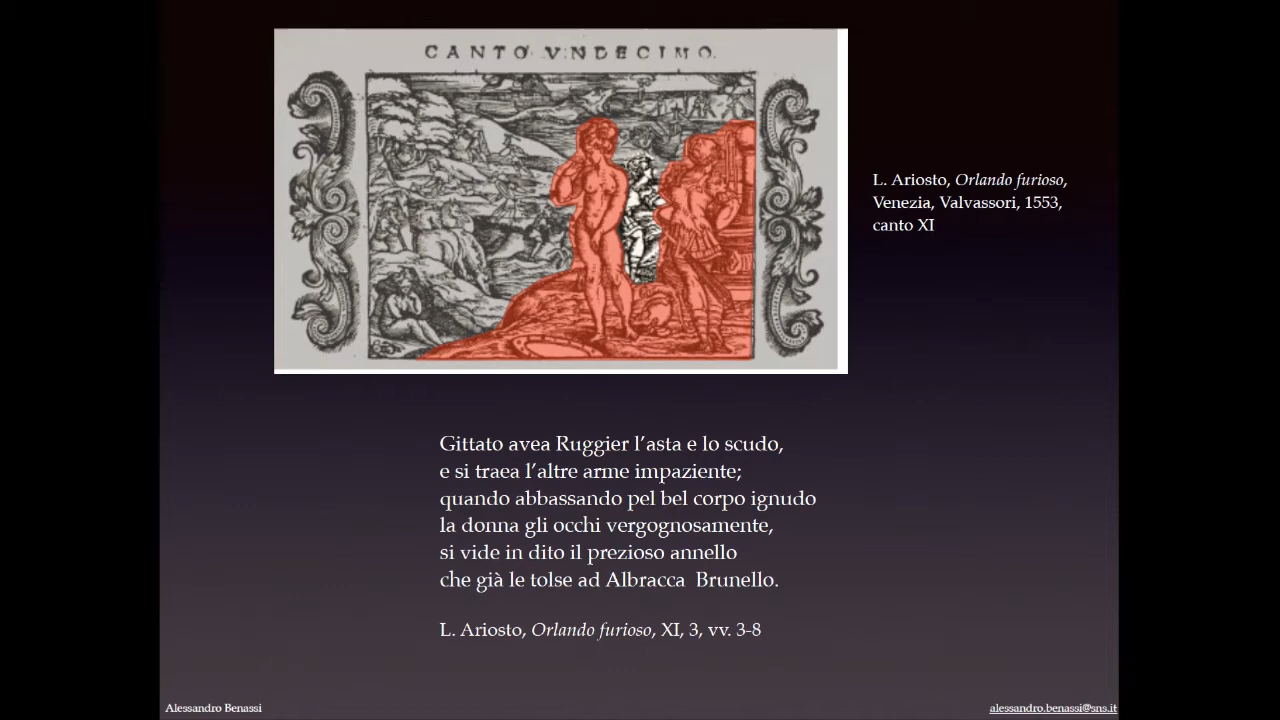 CANTO VNDECIMO.
L. Ariosto, Orlando furioso,
Venezia, Valvassori, 1553,
canto XI
Gittato avea Ruggier l’asta e lo scudo,
e si traea l’altre arme impaziente;
quando abbassando pel bel corpo ignudo
la donna gli occhi vergognosamente,
si vide in dito il prezioso annello
che già le tolse ad Albracca  Brunello.
L. Ariosto, Orlando furioso, XI, 3, vv. 3-8
Alessandro Benassi
alessandro.benassi@sns.it